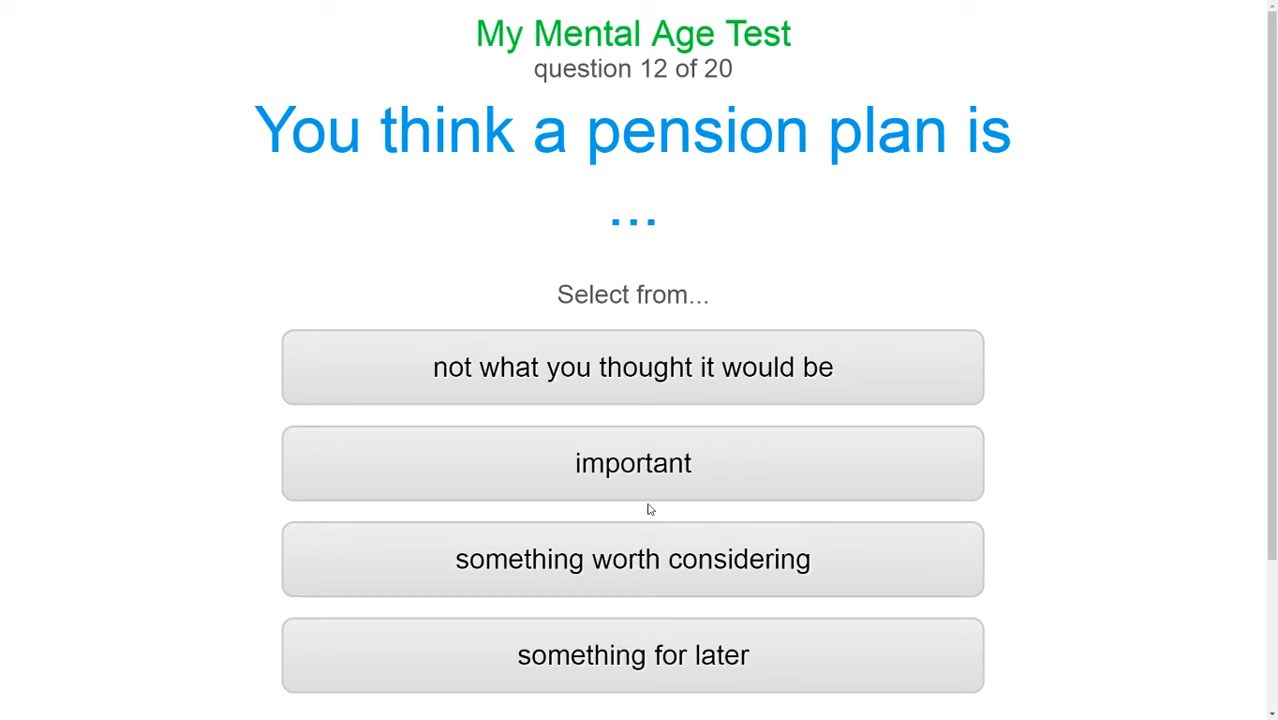 My Mental Age Test
question 12 of 20
You think a pension plan is
...
Select from...
not what you thought it would be
important
something worth considering
something for later